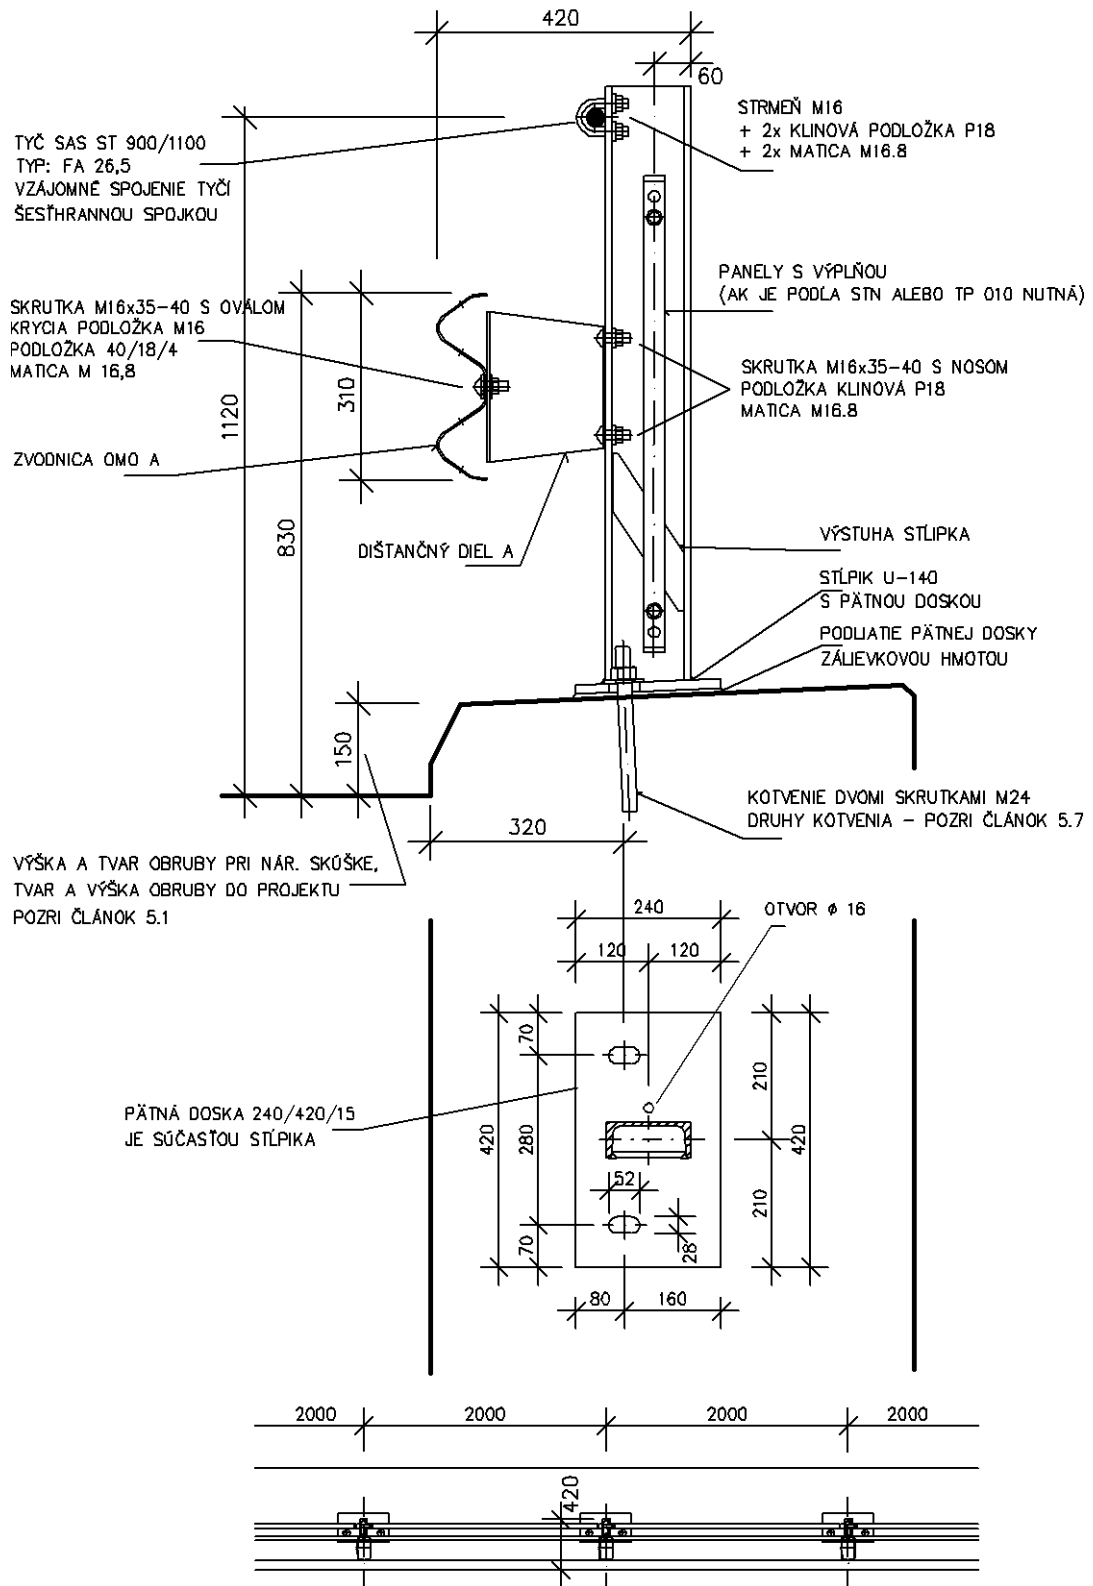 420
60
STRMEŇ M16
+ 2x KLINOVÁ PODLOŽKA P18
+ 2x MATICA M16.8
TYČ SAS ST 900/1100
TYP: FA 26,5
VZÁJOMNÉ SPOJENIE TYČÍ
ŠESŤHRANNOU SPOJKOU
PANELY S VÝPLŇOU
(AK JE PODĽA STN ALEBO TP 010 NUTNÁ)
SKRUTKA M16x35-40 S OVÁLOM
KRYCIA PODLOŽKA M16
PODLOŽKA 40/18/4
MATICA M 16,8
SKRUTKA M16x35-40 S NOSOM
PODLOŽKA KLINOVÁ P18
MATICA M16.8
1120
310
ZVODNICA OMO A
830
DIŠTANČNÝ DIEL A
VÝSTUHA STĹIPKA
STĹPIK U-140
S PÄTNOU DOSKOU
PODLIATIE PÄTNEJ DOSKY
ZÁLIEVKOVOU HMOTOU
150
KOTVENIE DVOMI SKRUTKAMI M24
DRUHY KOTVENIA – POZRI ČLÁNOK 5.7
320
VÝŠKA A TVAR OBRUBY PRI NÁR. SKÚŠKE,
TVAR A VÝŠKA OBRUBY DO PROJEKTU
POZRI ČLÁNOK 5.1
240
OTVOR ϕ 16
120
120
70
210
PÄTNÁ DOSKA 240/420/15
JE SÚČASŤOU STĹPIKA
420
280
420
52
210
70
28
80
160
2000
2000
2000
2000
420